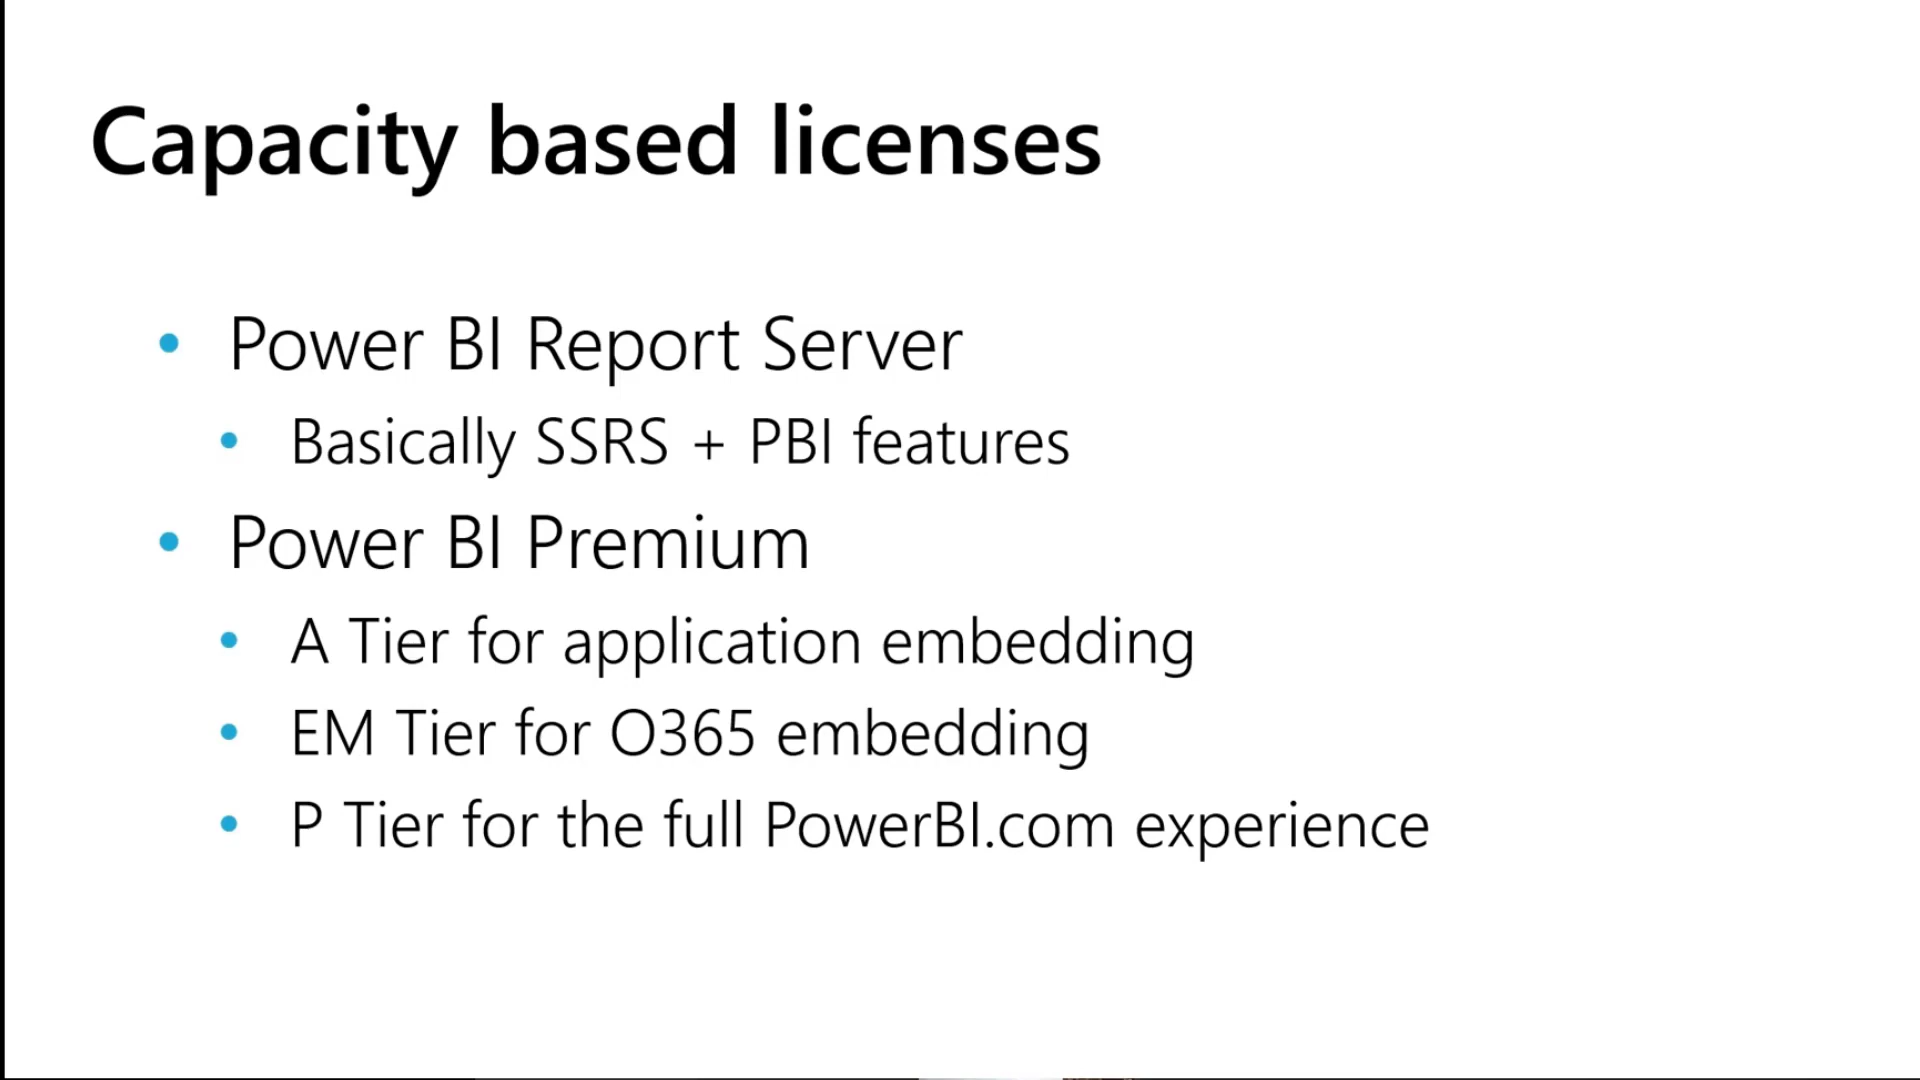 Capacity based licenses
• Power BI Report Server
• Basically SSRS + PBI features
• Power BI Premium
• A Tier for application embedding
• EM Tier for O365 embedding
• P Tier for the full PowerBI.com experience